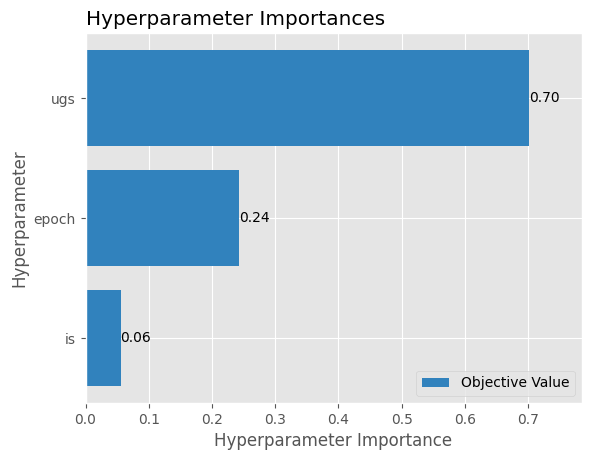 Hyperparameter Importances
ugs
0.70
epoch
0.24
is
0.06
Hyperparameter
Objective Value
0.0 0.1 0.2 0.3 0.4 0.5 0.6 0.7
Hyperparameter Importance